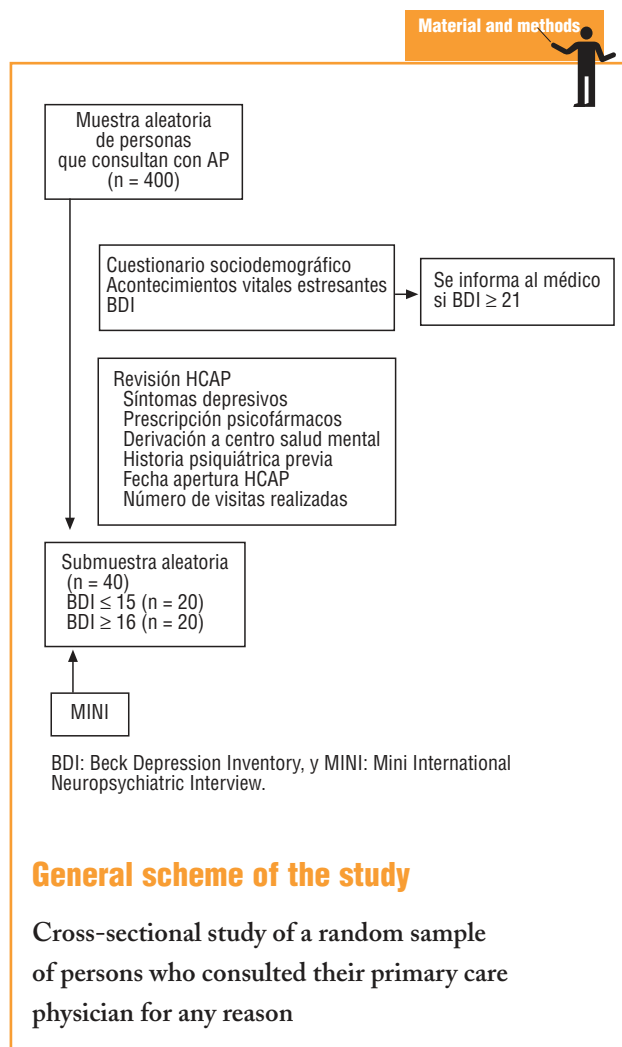 Material and methods
Muestra aleatoria
de personas
que consultan con AP
(n = 400)
Cuestionario sociodemográfico
Acontecimientos vitales estresantes
BDI
Se informa al médico
si BDI ≥ 21
Revisión HCAP
Síntomas depresivos
Prescripción psicofármacos
Derivación a centro salud mental
Historia psiquiátrica previa
Fecha apertura HCAP
Número de visitas realizadas
Submuestra aleatoria
(n = 40)
BDI ≤ 15 (n = 20)
BDI ≥ 16 (n = 20)
MINI
BDI: Beck Depression Inventory, y MINI: Mini International
Neuropsychiatric Interview.
General scheme of the study
Cross-sectional study of a random sample
of persons who consulted their primary care
physician for any reason